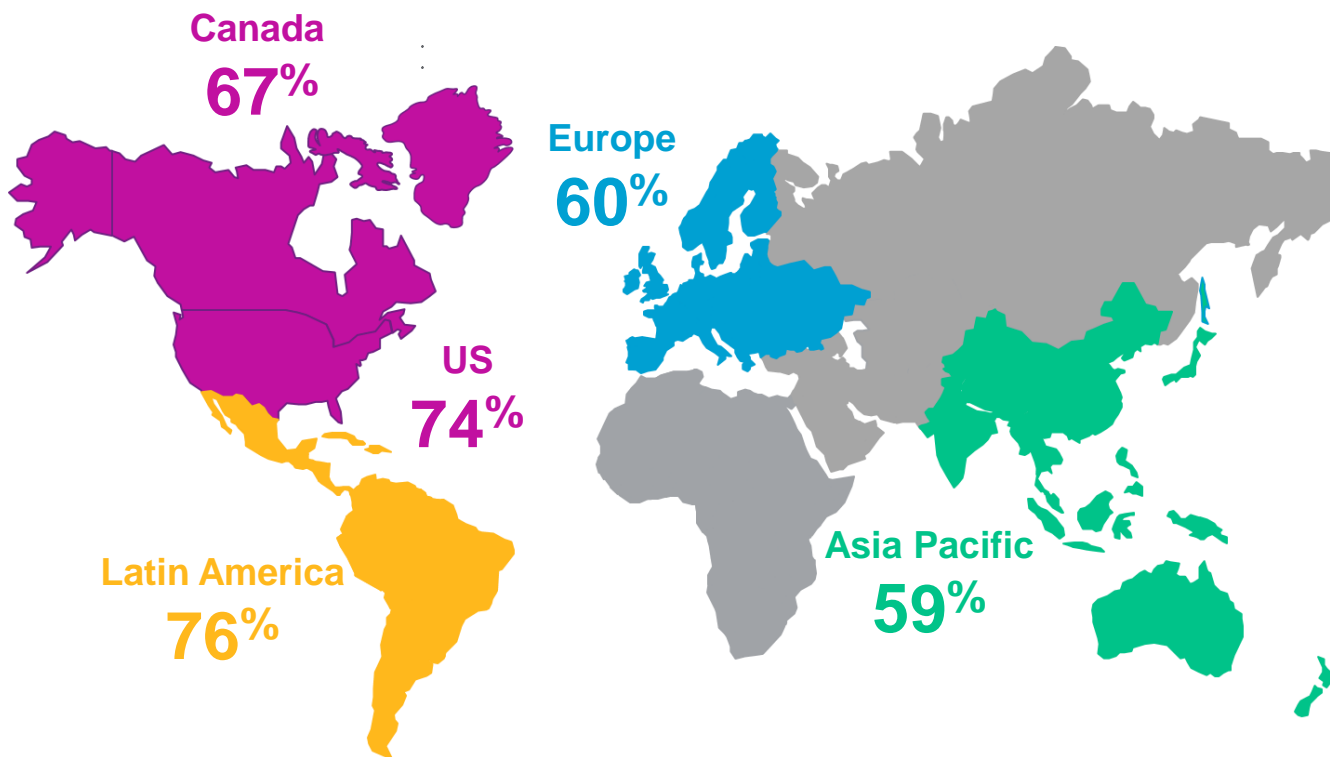 Canada
67%
Europe
60%
US
74%
Latin America
76%
Asia Pacific
59%